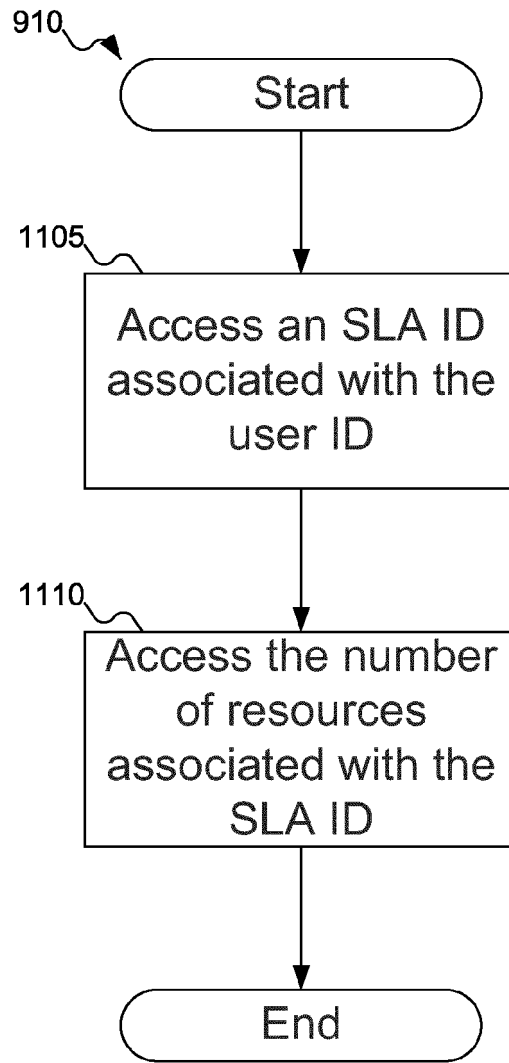 910
Start
1105
Access an SLA ID
associated with the
user ID
1110
Access the number
of resources
associated with the
SLA ID
End